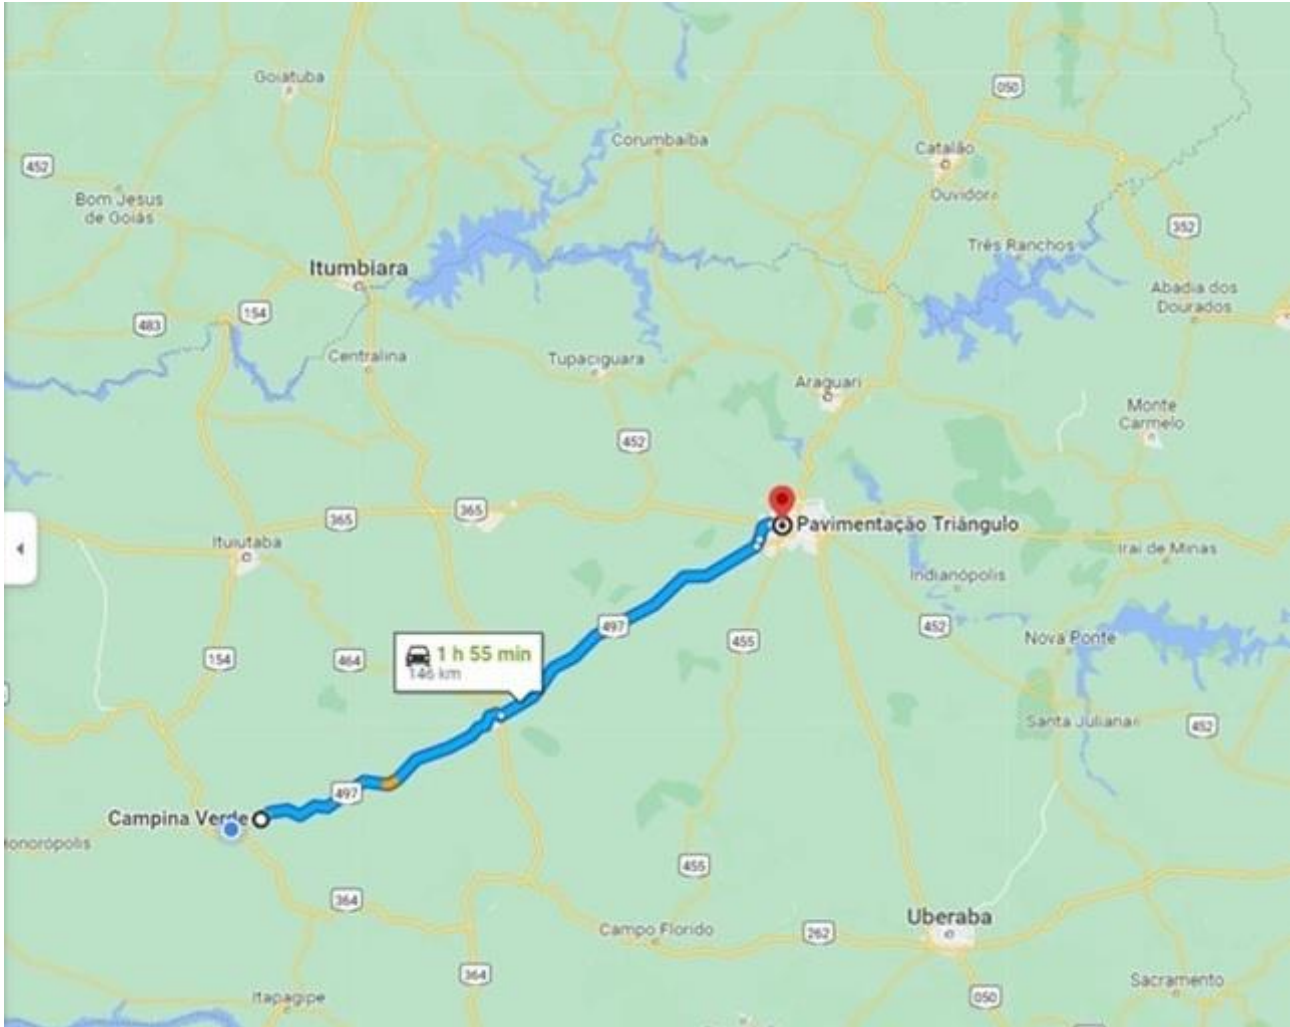 Goiatuba
050
Corumbaíba
Catalão
452
Bom Jesus
de Goiás
Ouvidor
352
Três Ranchos
Itumbiara
Abadia dos
Dourados
154
483
Centralina
Tupaciguara
Araguari
Monte
Carmelo
452
365
365
Pavimentação Triângulo
Ituiutaba
Irai de Minas
Indianópolis
497
452
455
Nova Ponte
1 h 55 min
146 km
154
464
Santa Juliana
452
497
Campina Verde
Honorópolis
455
364
Uberaba
Campo Florido
262
364
Sacramento
Itapagipe
050